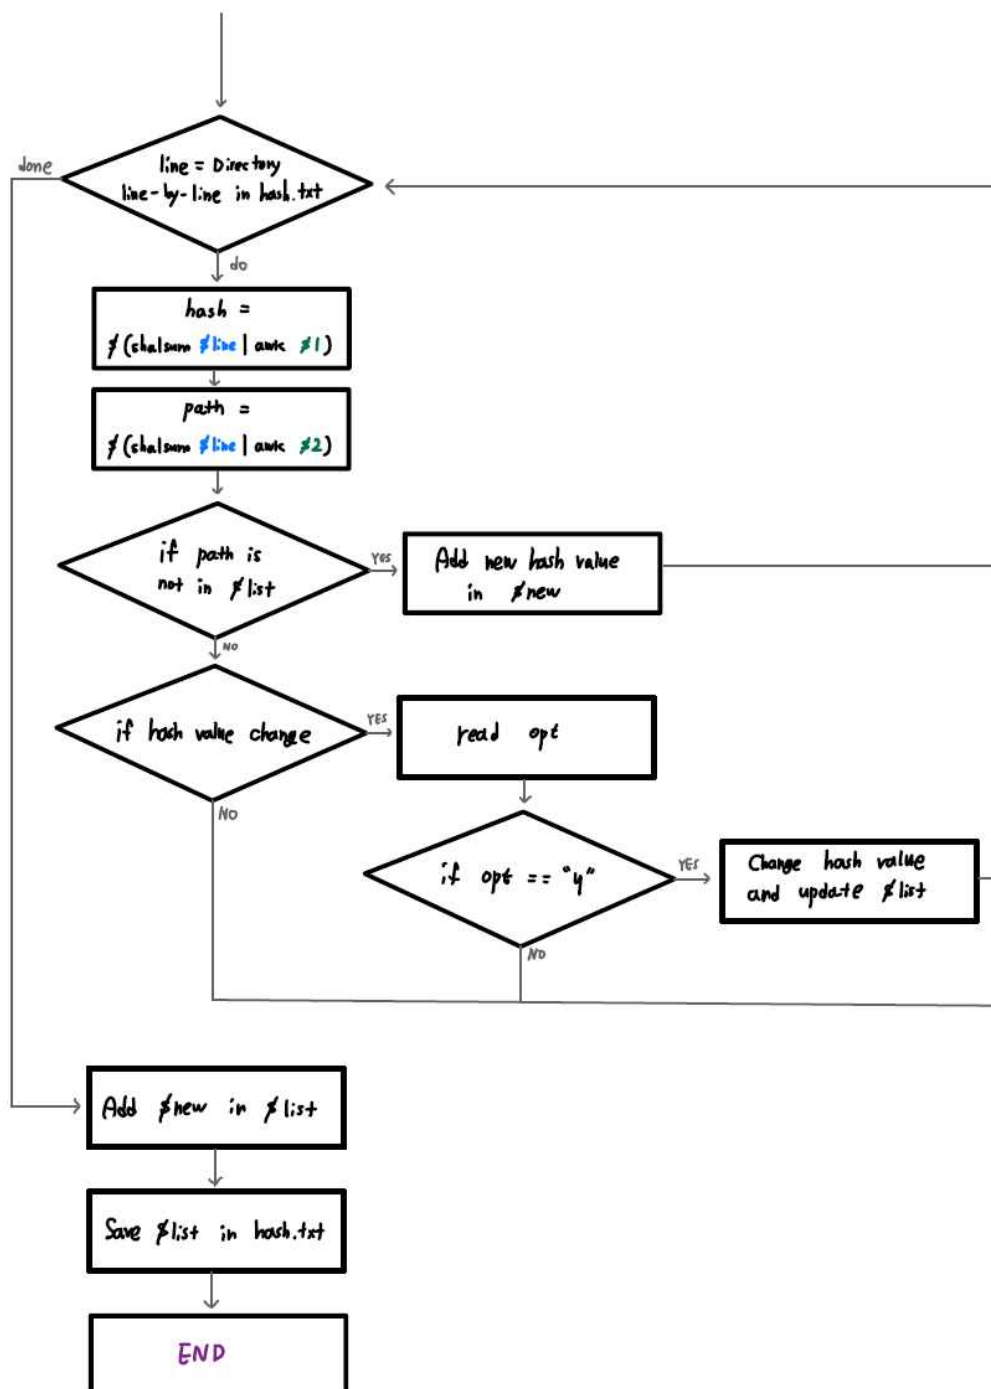 done
line = Directory
line-by-line in hash.txt
do
hash =
$(sha1sum $line | awk $1)
path =
$(sha1sum $line | awk $2)
if path is
not in $list
YES
Add new hash value
in $new
NO
if hash value change
YES
read opt
NO
if opt == "y"
YES
Change hash value
and update $list
NO
Add $new in $list
Save $list in hash.txt
END